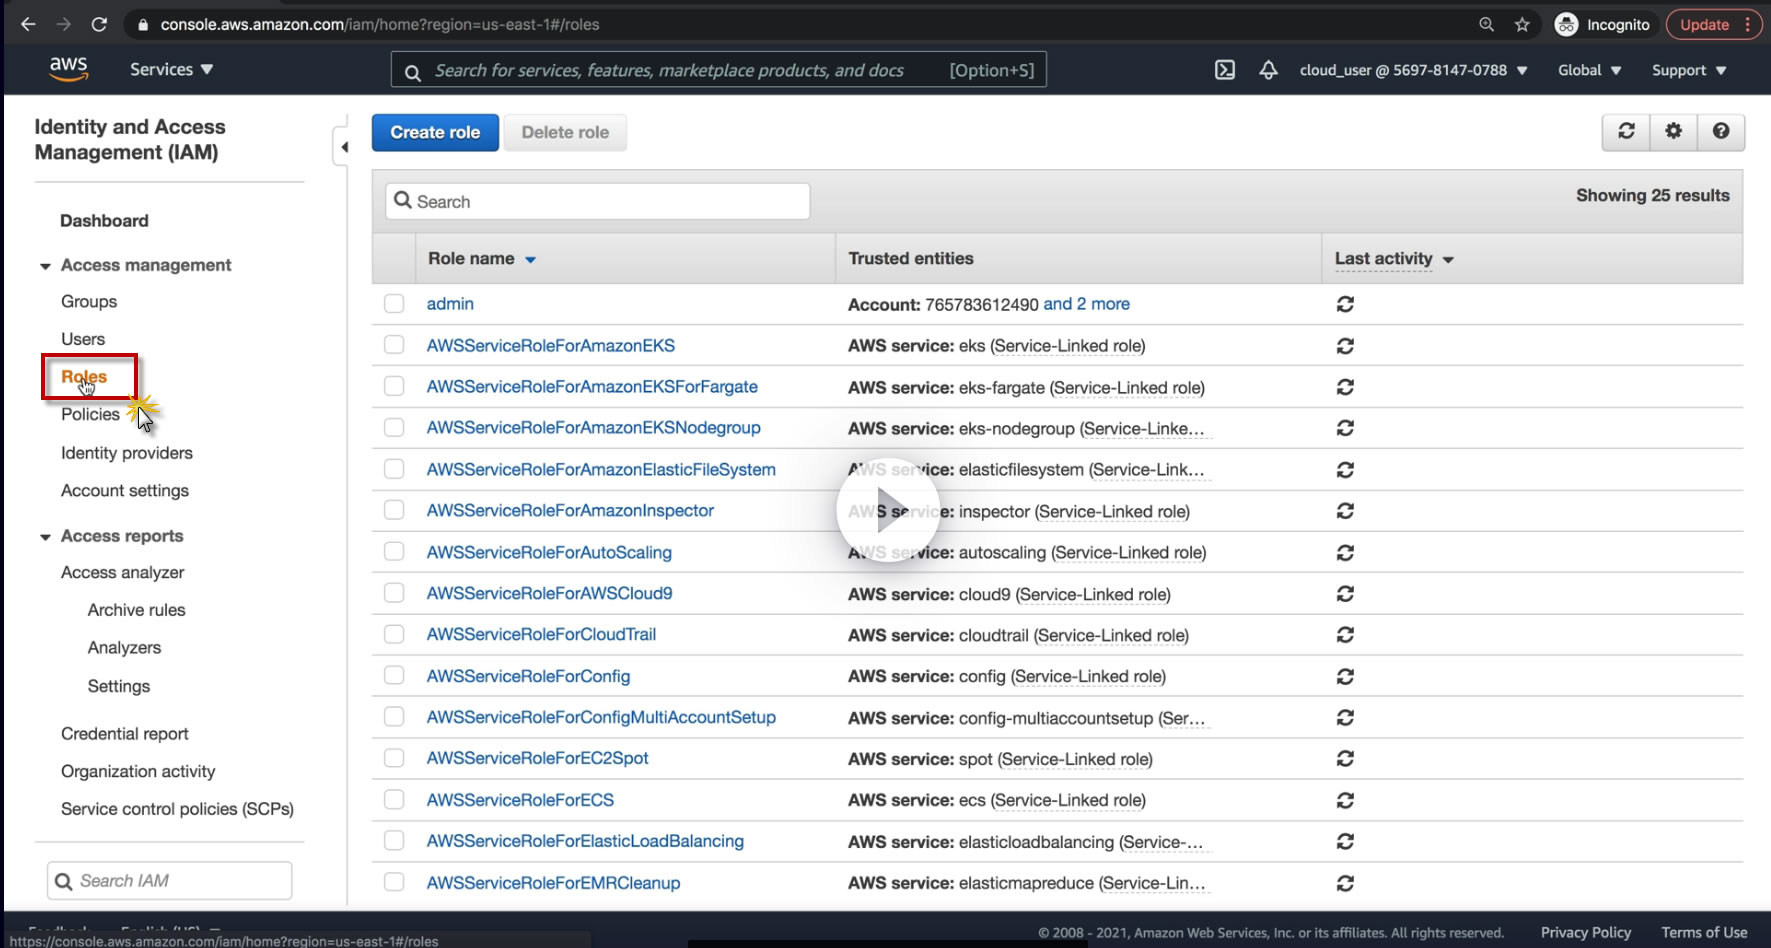 console.aws.amazon.com/iam/home?region=us-east-1#/roles
Incognito
Update
aws
Services
Search for services, features, marketplace products, and docs
[Option+S]
cloud_user @ 5697-8147-0788
Global
Support
Identity and Access
Management (IAM)
Dashboard
Access management
Groups
Users
Roles
Policies
Identity providers
Account settings
Access reports
Access analyzer
Archive rules
Analyzers
Settings
Credential report
Organization activity
Service control policies (SCPs)
Search IAM
Create role
Delete role
Search
Showing 25 results
Role name Trusted entities Last activity
admin Account: 765783612490 and 2 more
AWSServiceRoleForAmazonEKS AWS service: eks (Service-Linked role)
AWSServiceRoleForAmazonEKSForFargate AWS service: eks-fargate (Service-Linked role)
AWSServiceRoleForAmazonEKSNodegroup AWS service: eks-nodegroup (Service-Linke...
AWSServiceRoleForAmazonElasticFileSystem AWS service: elasticfilesystem (Service-Link...
AWSServiceRoleForAmazonInspector AWS service: inspector (Service-Linked role)
AWSServiceRoleForAutoScaling AWS service: autoscaling (Service-Linked role)
AWSServiceRoleForAWSCloud9 AWS service: cloud9 (Service-Linked role)
AWSServiceRoleForCloudTrail AWS service: cloudtrail (Service-Linked role)
AWSServiceRoleForConfig AWS service: config (Service-Linked role)
AWSServiceRoleForConfigMultiAccountSetup AWS service: config-multiaccountsetup (Ser...
AWSServiceRoleForEC2Spot AWS service: spot (Service-Linked role)
AWSServiceRoleForECS AWS service: ecs (Service-Linked role)
AWSServiceRoleForElasticLoadBalancing AWS service: elasticloadbalancing (Service-...
AWSServiceRoleForEMRCleanup AWS service: elasticmapreduce (Service-Lin...
© 2008 - 2021, Amazon Web Services, Inc. or its affiliates. All rights reserved.
Privacy Policy
Terms of Use
https://console.aws.amazon.com/iam/home?region=us-east-1#/roles